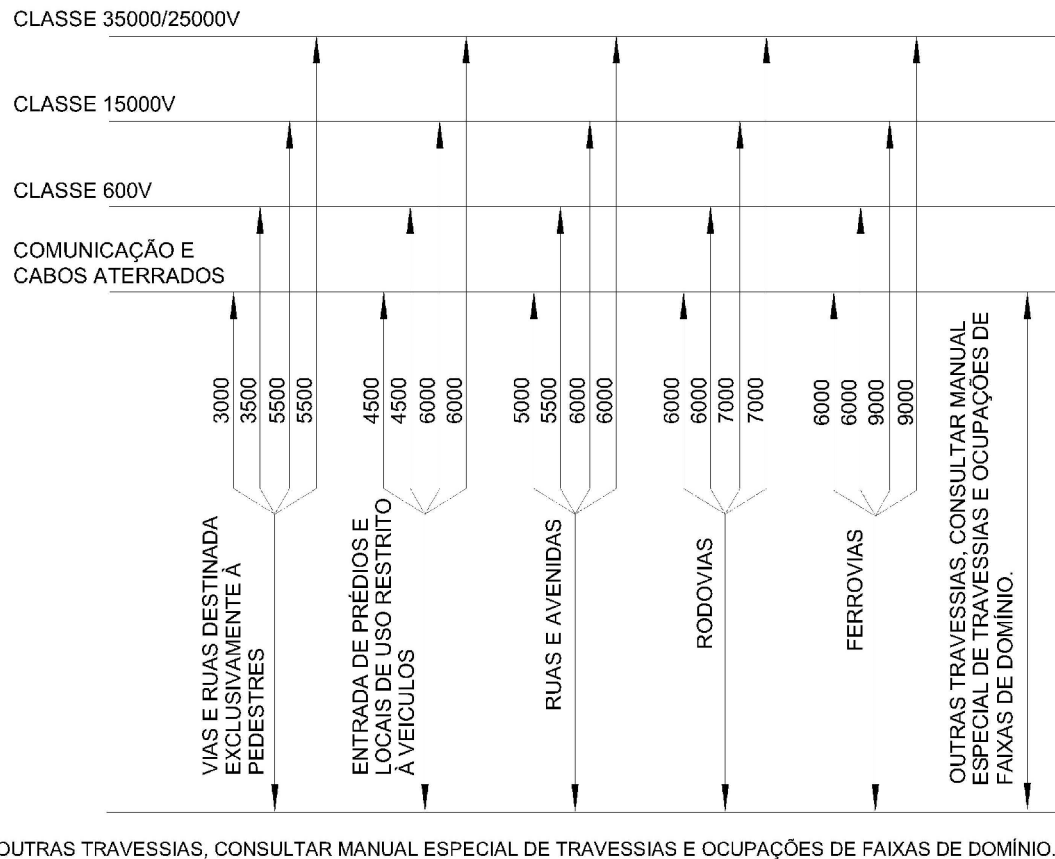 CLASSE 35000/25000V
CLASSE 15000V
CLASSE 600V
COMUNICAÇÃO E
CABOS ATERRADOS
3000
3500
5500
5500
4500
4500
6000
6000
5000
5500
6000
6000
6000
6000
7000
7000
6000
6000
9000
9000
VIAS E RUAS DESTINADA
EXCLUSIVAMENTE À
PEDESTRES
ENTRADA DE PRÉDIOS E
LOCAIS DE USO RESTRITO
À VEICULOS
RUAS E AVENIDAS
RODOVIAS
FERROVIAS
OUTRAS TRAVESSIAS, CONSULTAR MANUAL
ESPECIAL DE TRAVESSIAS E OCUPAÇÕES DE
FAIXAS DE DOMÍNIO.
OUTRAS TRAVESSIAS, CONSULTAR MANUAL ESPECIAL DE TRAVESSIAS E OCUPAÇÕES DE FAIXAS DE DOMÍNIO.